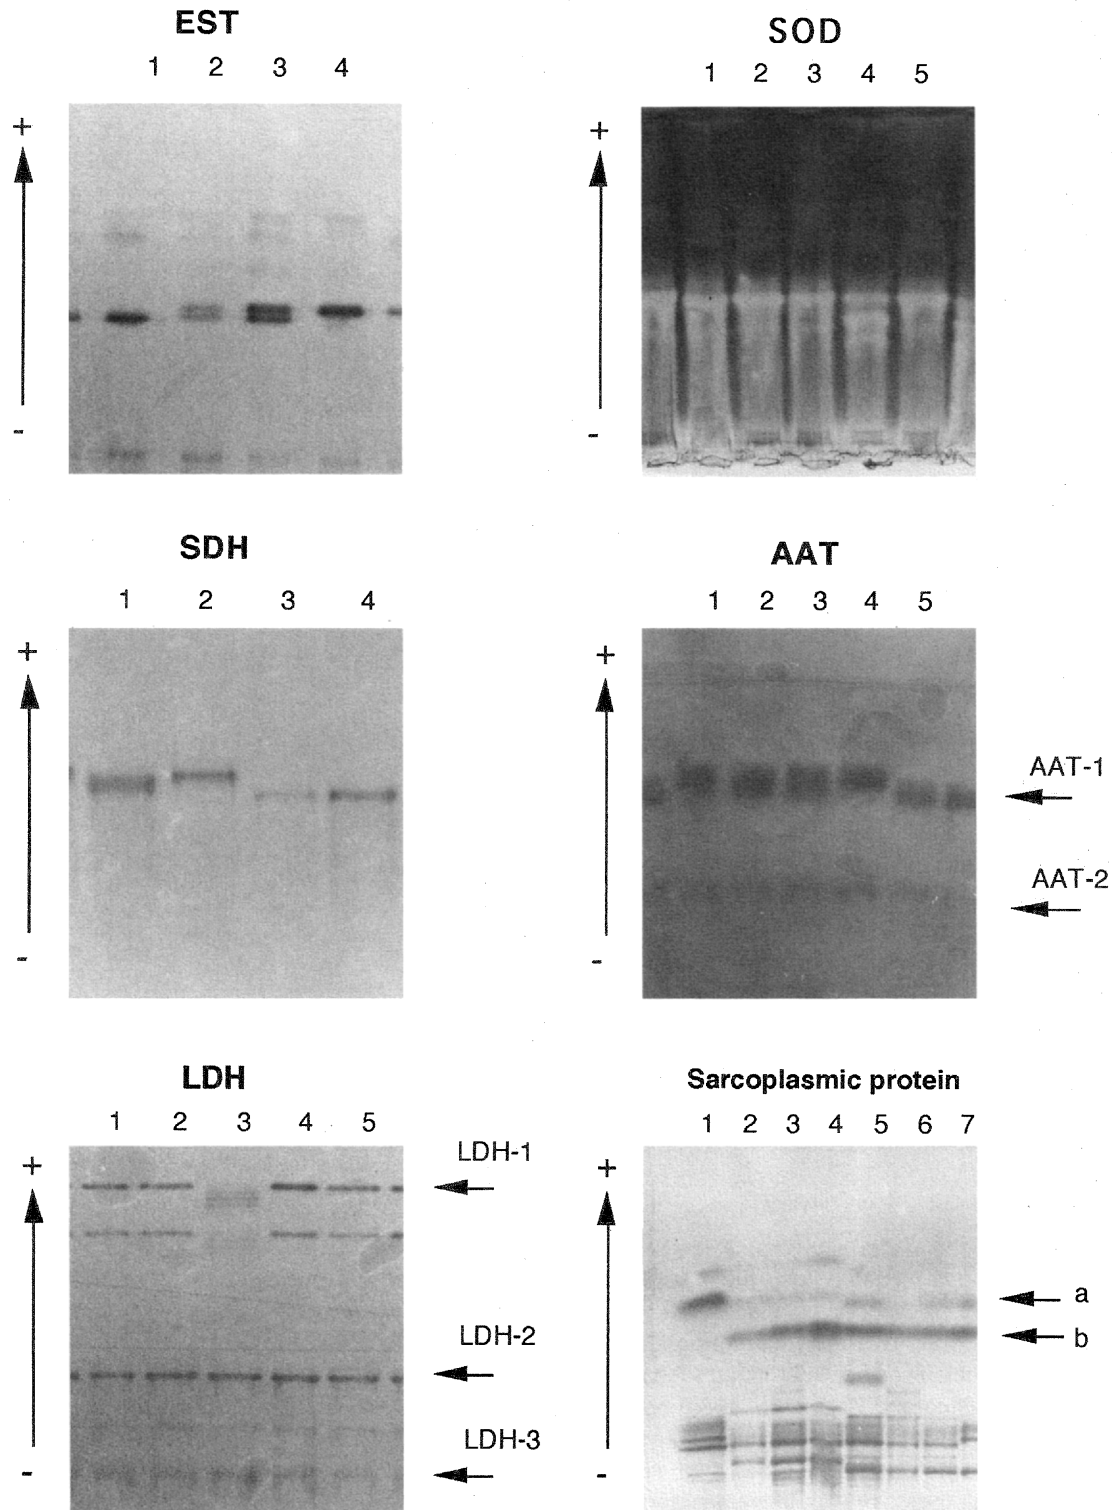 EST
1 2 3 4
+
-
SOD
1 2 3 4 5
+
-
SDH
1 2 3 4
+
-
AAT
1 2 3 4 5
+
-
AAT-1
AAT-2
LDH
1 2 3 4 5
+
-
LDH-1
LDH-2
LDH-3
Sarcoplasmic protein
1 2 3 4 5 6 7
+
-
a
b